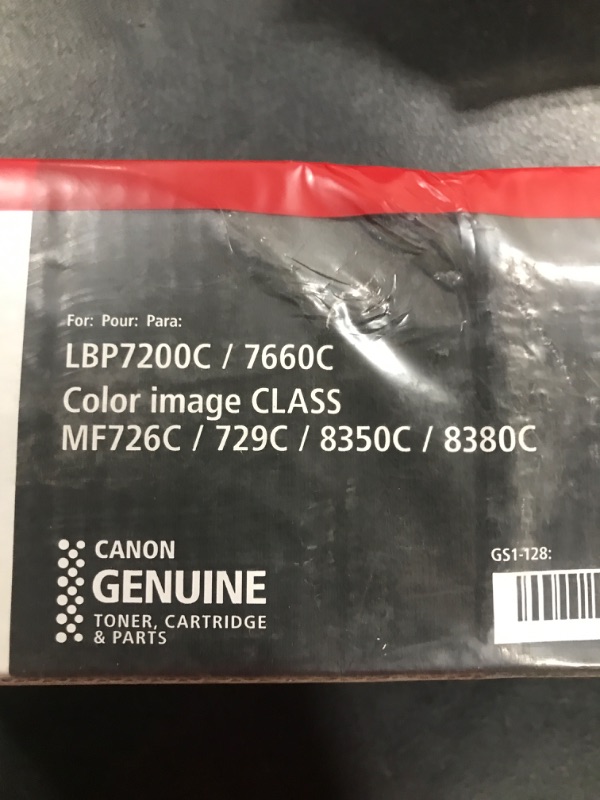 For: Pour: Para:
LBP7200C / 7660C
Color image CLASS
MF726C / 729C / 8350C / 8380C
CANON
GENUINE
TONER, CARTRIDGE
& PARTS
GS1-128: